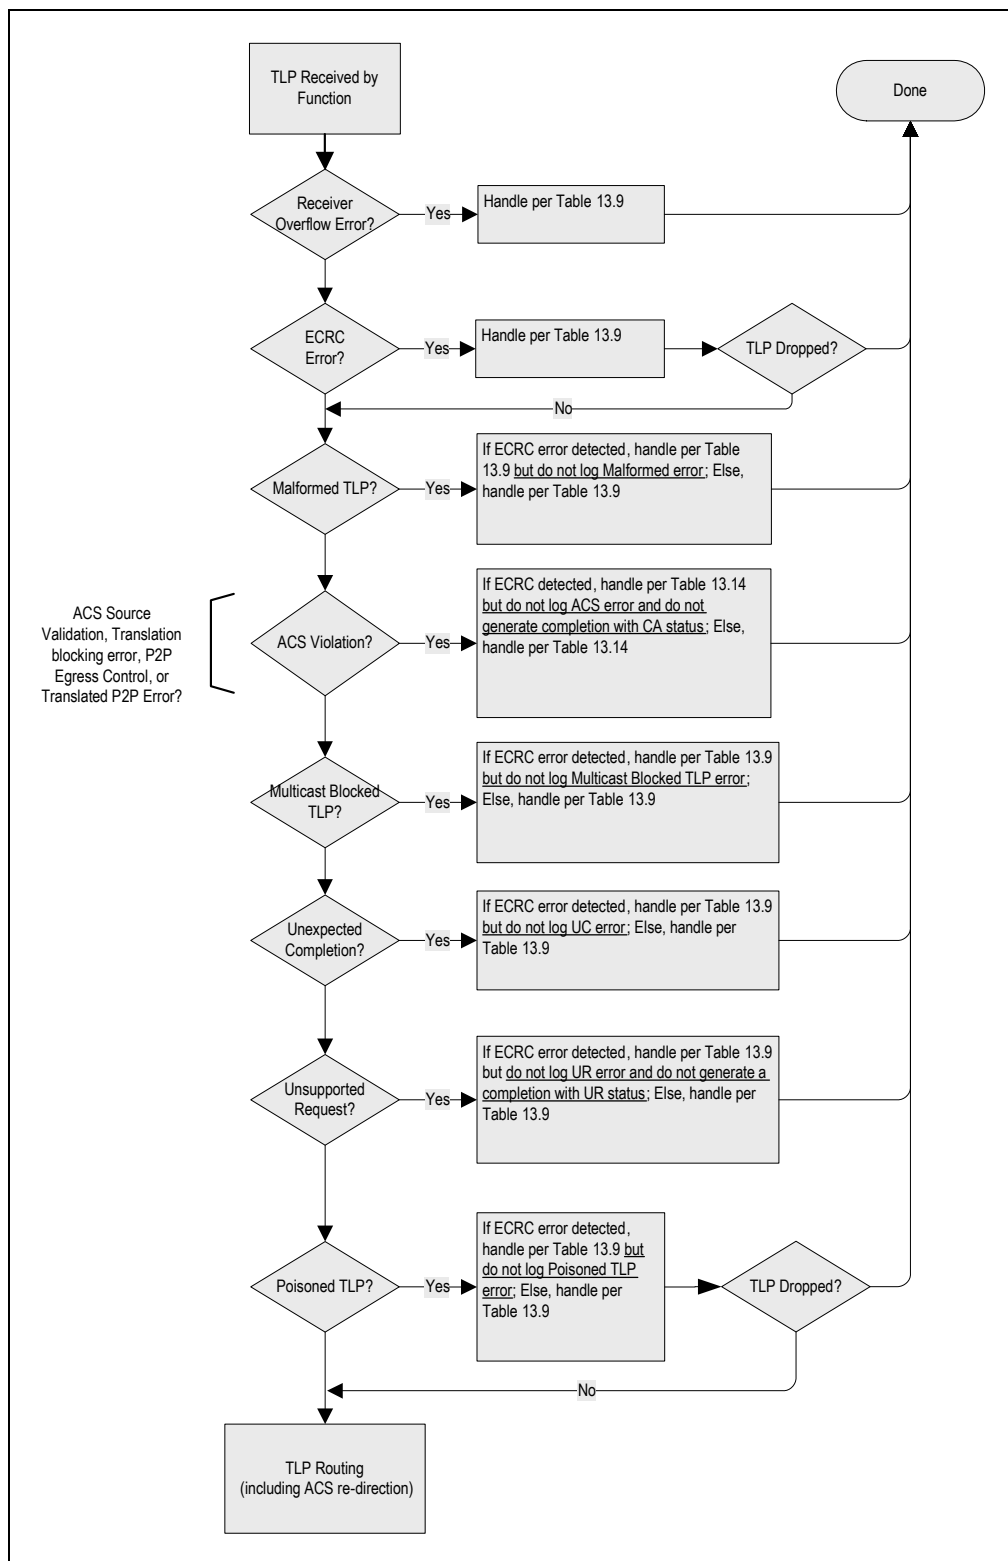 TLP Received by
Function
Done
Receiver
Overflow Error?
Yes
Handle per Table 13.9
ECRC
Error?
Yes
Handle per Table 13.9
TLP Dropped?
No
Malformed TLP?
Yes
If ECRC error detected, handle per Table
13.9 but do not log Malformed error; Else,
handle per Table 13.9
ACS Source
Validation, Translation
blocking error, P2P
Egress Control, or
Translated P2P Error?
ACS Violation?
Yes
If ECRC detected, handle per Table 13.14
but do not log ACS error and do not
generate completion with CA status; Else,
handle per Table 13.14
Multicast Blocked
TLP?
Yes
If ECRC error detected, handle per Table 13.9
but do not log Multicast Blocked TLP error;
Else, handle per Table 13.9
Unexpected
Completion?
Yes
If ECRC error detected, handle per Table 13.9
but do not log UC error; Else, handle per
Table 13.9
Unsupported
Request?
Yes
If ECRC error detected, handle per Table 13.9
but do not log UR error and do not generate a
completion with UR status; Else, handle per
Table 13.9
Poisoned TLP?
Yes
If ECRC error detected,
handle per Table 13.9 but
do not log Poisoned TLP
error; Else, handle per
Table 13.9
TLP Dropped?
No
TLP Routing
(including ACS re-direction)